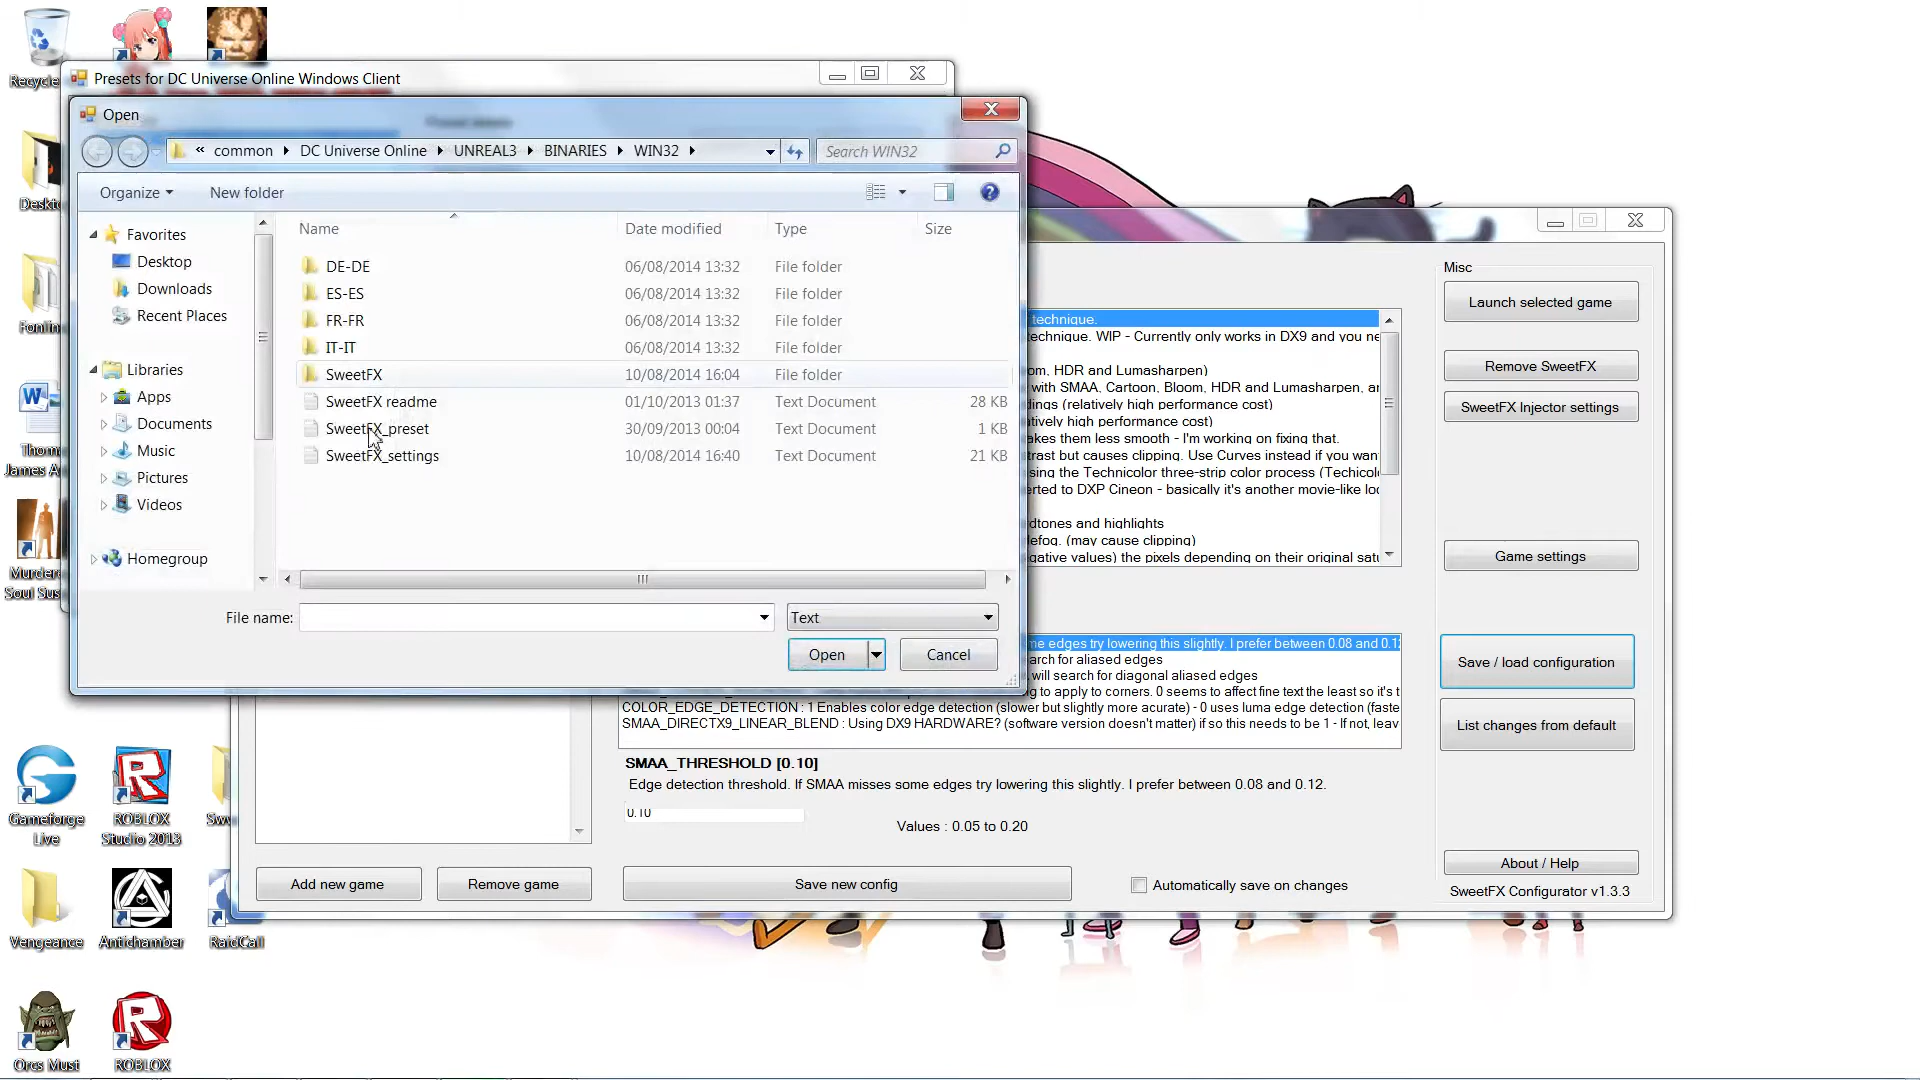 Recycle
Presets for DC Universe Online Windows Client
Open
« common DC Universe Online UNREAL3 BINARIES WIN32
Search WIN32
Organize New folder
Name Date modified Type Size
Favorites
Desktop
Downloads
Recent Places
Libraries
Apps
Documents
Music
Pictures
Videos
Homegroup
DE-DE 06/08/2014 13:32 File folder
ES-ES 06/08/2014 13:32 File folder
FR-FR 06/08/2014 13:32 File folder
IT-IT 06/08/2014 13:32 File folder
SweetFX 10/08/2014 16:04 File folder
SweetFX readme 01/10/2013 01:37 Text Document 28 KB
SweetFX_preset 30/09/2013 00:04 Text Document 1 KB
SweetFX_settings 10/08/2014 16:40 Text Document 21 KB
File name:
Text
Open Cancel
technique.
echnique. WIP - Currently only works in DX9 and you ne
om, HDR and Lumasharpen)
with SMAA, Cartoon, Bloom, HDR and Lumasharpen, ar
dings (relatively high performance cost)
atively high performance cost)
akes them less smooth - I'm working on fixing that.
trast but causes clipping. Use Curves instead if you want
sing the Technicolor three-strip color process (Techicol
erted to DXP Cineon - basically it's another movie-like loo
dtones and highlights
efog. (may cause clipping)
gative values) the pixels depending on their original satu
me edges try lowering this slightly. I prefer between 0.08 and 0.12
arch for aliased edges
will search for diagonal aliased edges
g to apply to corners. 0 seems to affect fine text the least so it's t
COLOR_EDGE_DETECTION : 1 Enables color edge detection (slower but slightly more acurate) - 0 uses luma edge detection (faste
SMAA_DIRECTX9_LINEAR_BLEND : Using DX9 HARDWARE? (software version doesn't matter) if so this needs to be 1 - If not, leav
SMAA_THRESHOLD [0.10]
Edge detection threshold. If SMAA misses some edges try lowering this slightly. I prefer between 0.08 and 0.12.
0.10
Values : 0.05 to 0.20
Add new game Remove game Save new config Automatically save on changes
Misc
Launch selected game
Remove SweetFX
SweetFX Injector settings
Game settings
Save / load configuration
List changes from default
About / Help
SweetFX Configurator v1.3.3
Deskto
Fonlin
Thom
James A
Murdere
Soul Sus
Gameforge
Live
ROBLOX
Studio 2013
Swe
Vengeance
Antichamber
RaidCall
Orcs Must
ROBLOX